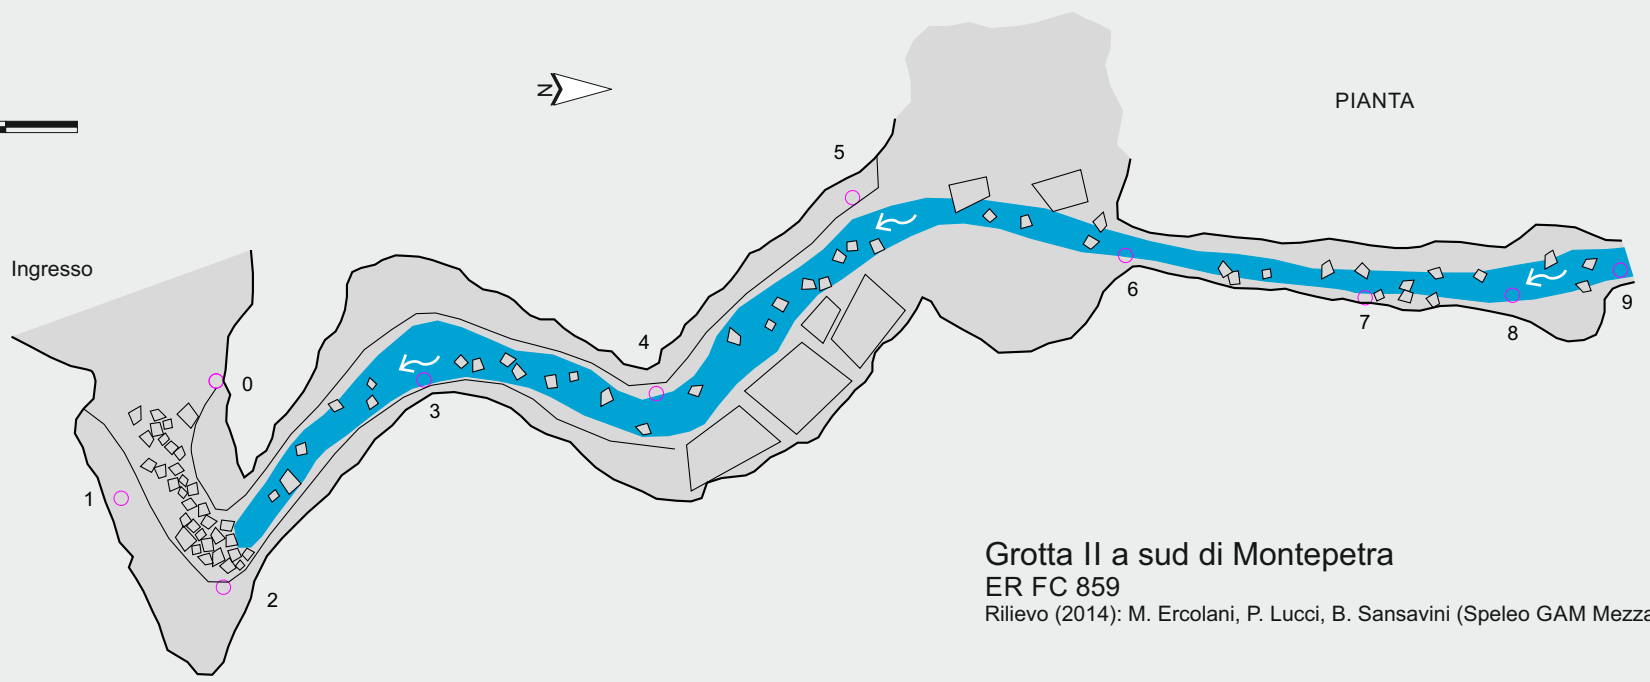 N
PIANTA
5
Ingresso
6
9
7
8
4
0
3
1
2
Grotta II a sud di Montepetra
ER FC 859
Rilievo (2014): M. Ercolani, P. Lucci, B. Sansavini (Speleo GAM Mezza